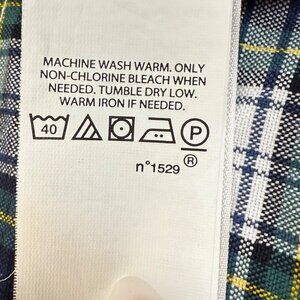 MACHINE WASH WARM. ONLY
NON-CHLORINE BLEACH WHEN
NEEDED. TUMBLE DRY LOW.
WARM IRON IF NEEDED.
40 P
®
n°1529